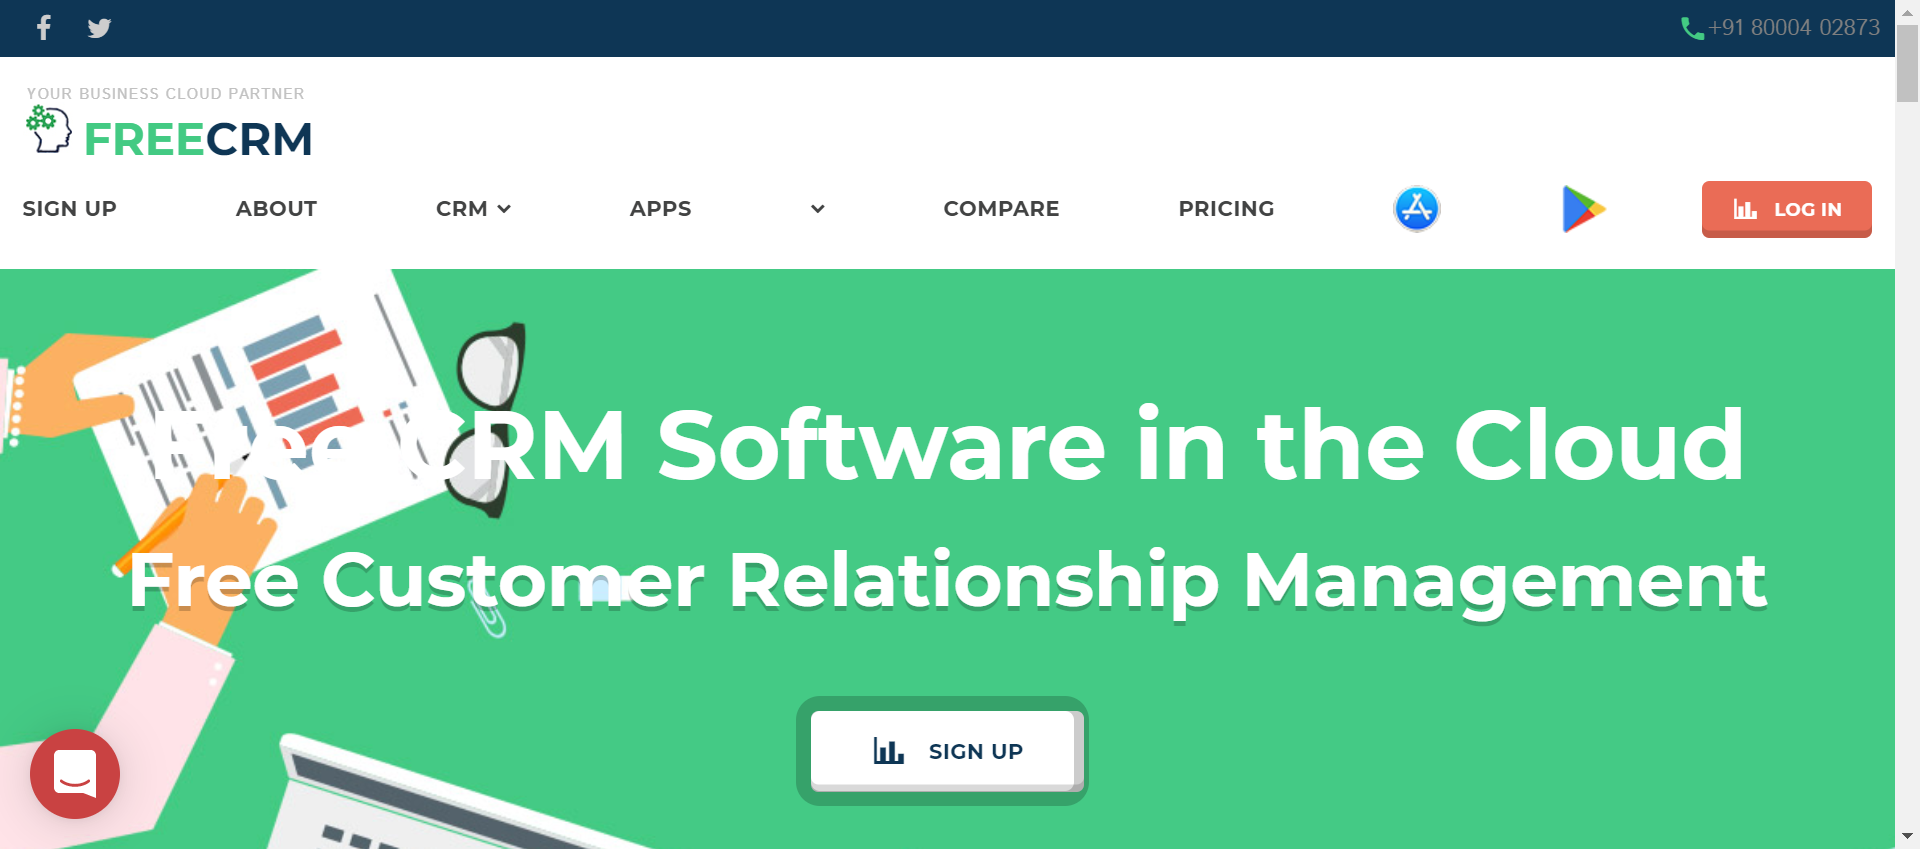 +91 80004 02873
YOUR BUSINESS CLOUD PARTNER
FREECRM
SIGN UP ABOUT CRM APPS COMPARE PRICING LOG IN
Free CRM Software in the Cloud
Free Customer Relationship Management
SIGN UP